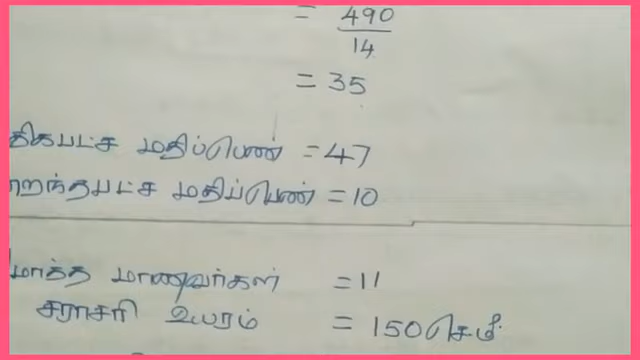 = 490
14
= 35
திகபட்ச மதிப்பெண் = 47
றைந்தபட்ச மதிப்பெண் = 10
மொத்த மாணவர்கள் = 11
சராசரி உயரம் = 150 செமீ